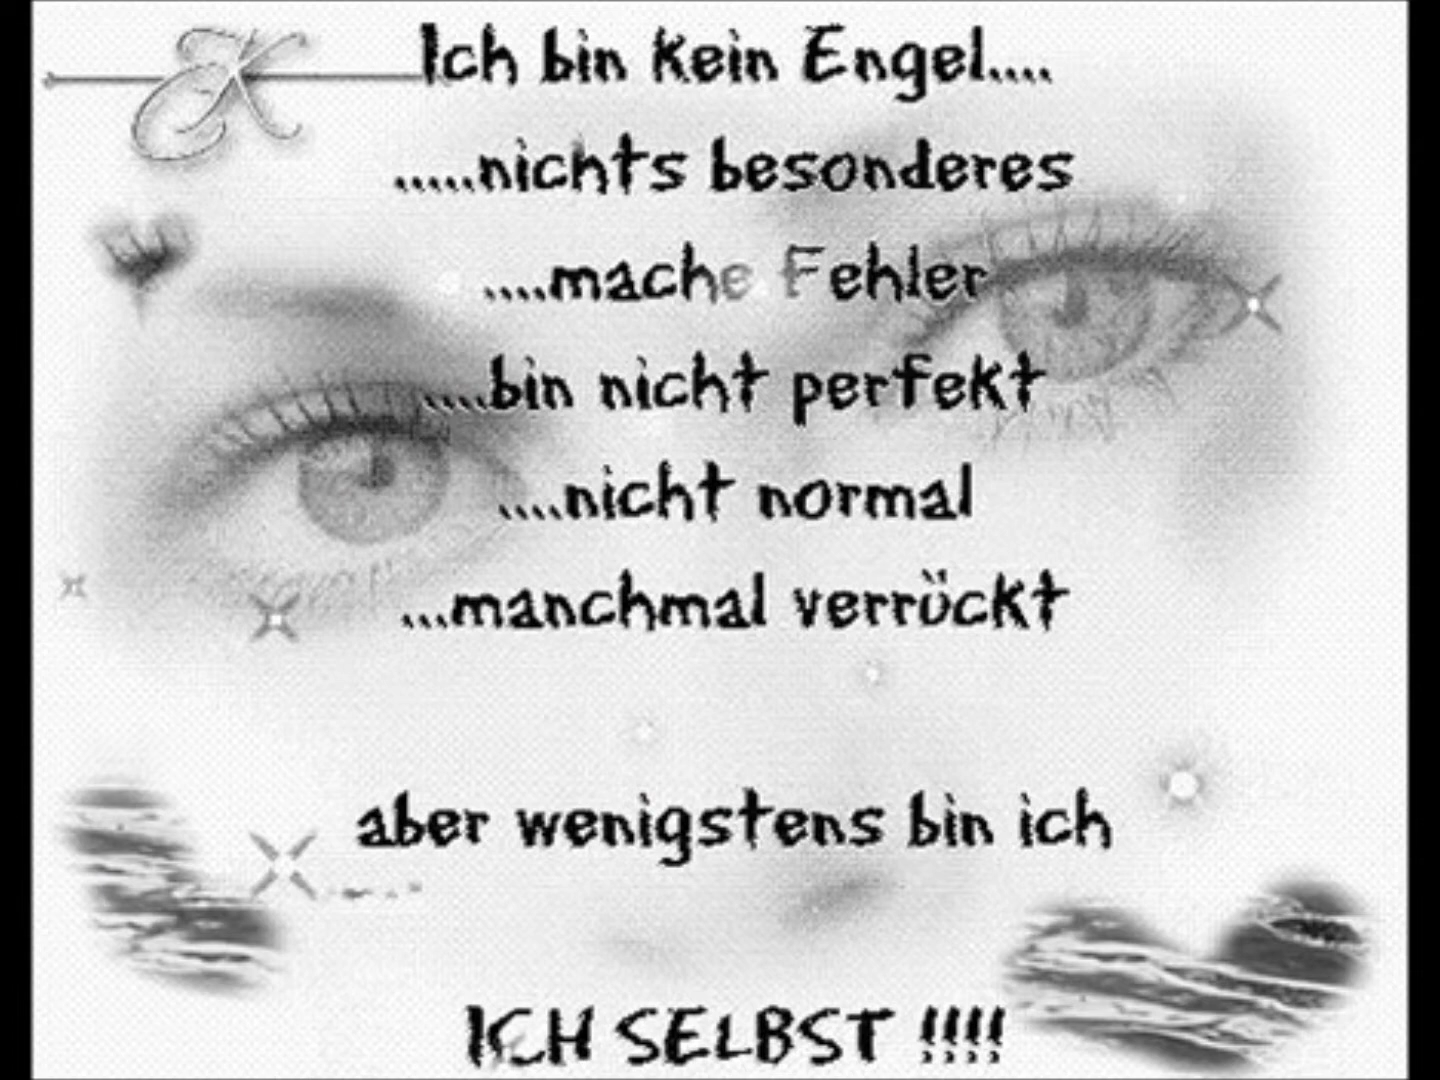 K
Ich bin kein Engel....
.....nichts besonderes
....mache Fehler
....bin nicht perfekt
....nicht normal
...manchmal verrückt
aber wenigstens bin ich
ICH SELBST !!!!